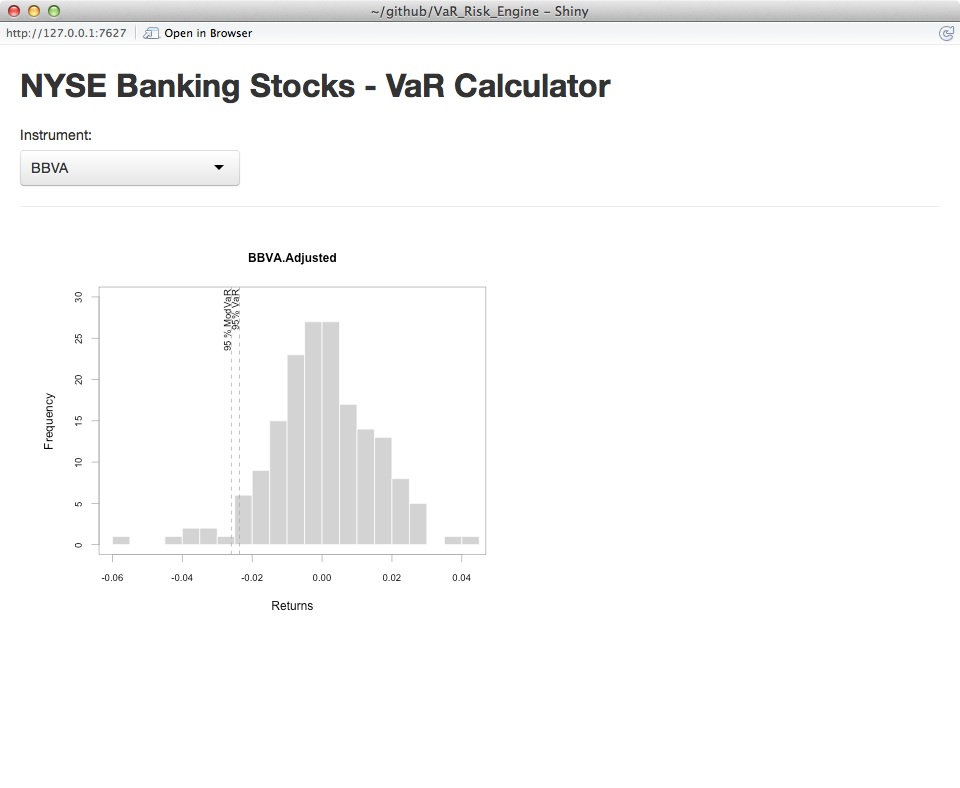 ~/github/VaR_Risk_Engine – Shiny
http://127.0.0.1:7627
Open in Browser
NYSE Banking Stocks - VaR Calculator
Instrument:
BBVA
BBVA.Adjusted
95 % ModVaR
95% VaR
Frequency
30
25
20
15
10
5
0
-0.06 -0.04 -0.02 0.00 0.02 0.04
Returns